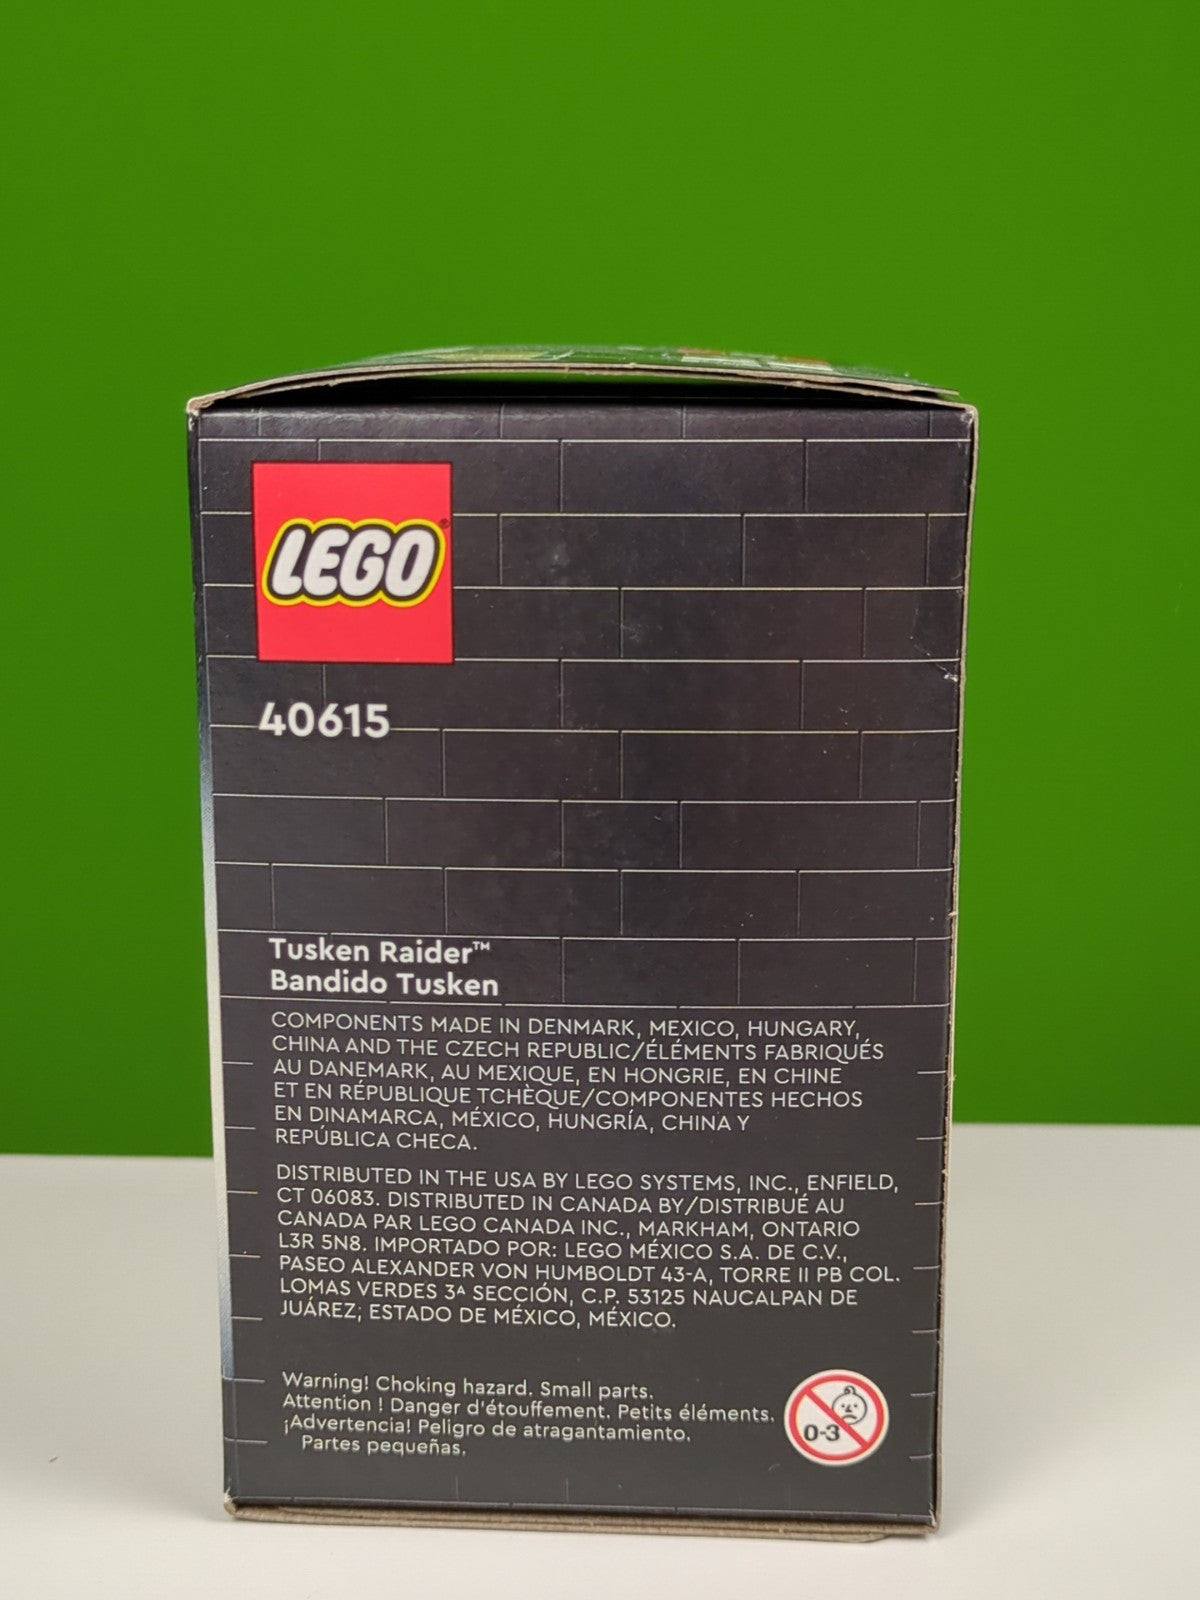 LEGO®
40615
Tusken Raider™
Bandido Tusken
COMPONENTS MADE IN DENMARK, MEXICO, HUNGARY,
CHINA AND THE CZECH REPUBLIC/ÉLÉMENTS FABRIQUÉS
AU DANEMARK, AU MEXIQUE, EN HONGRIE, EN CHINE
ET EN RÉPUBLIQUE TCHÈQUE/COMPONENTES HECHOS
EN DINAMARCA, MÉXICO, HUNGRÍA, CHINA Y
REPÚBLICA CHECA.
DISTRIBUTED IN THE USA BY LEGO SYSTEMS, INC., ENFIELD,
CT 06083. DISTRIBUTED IN CANADA BY/DISTRIBUÉ AU
CANADA PAR LEGO CANADA INC., MARKHAM, ONTARIO
L3R 5N8. IMPORTADO POR: LEGO MÉXICO S.A. DE C.V.,
PASEO ALEXANDER VON HUMBOLDT 43-A, TORRE II PB COL.
LOMAS VERDES 3ᴬ SECCIÓN, C.P. 53125 NAUCALPAN DE
JUÁREZ; ESTADO DE MÉXICO, MÉXICO.
Warning! Choking hazard. Small parts.
Attention ! Danger d'étouffement. Petits éléments.
¡Advertencia! Peligro de atragantamiento.
Partes pequeñas.
0-3